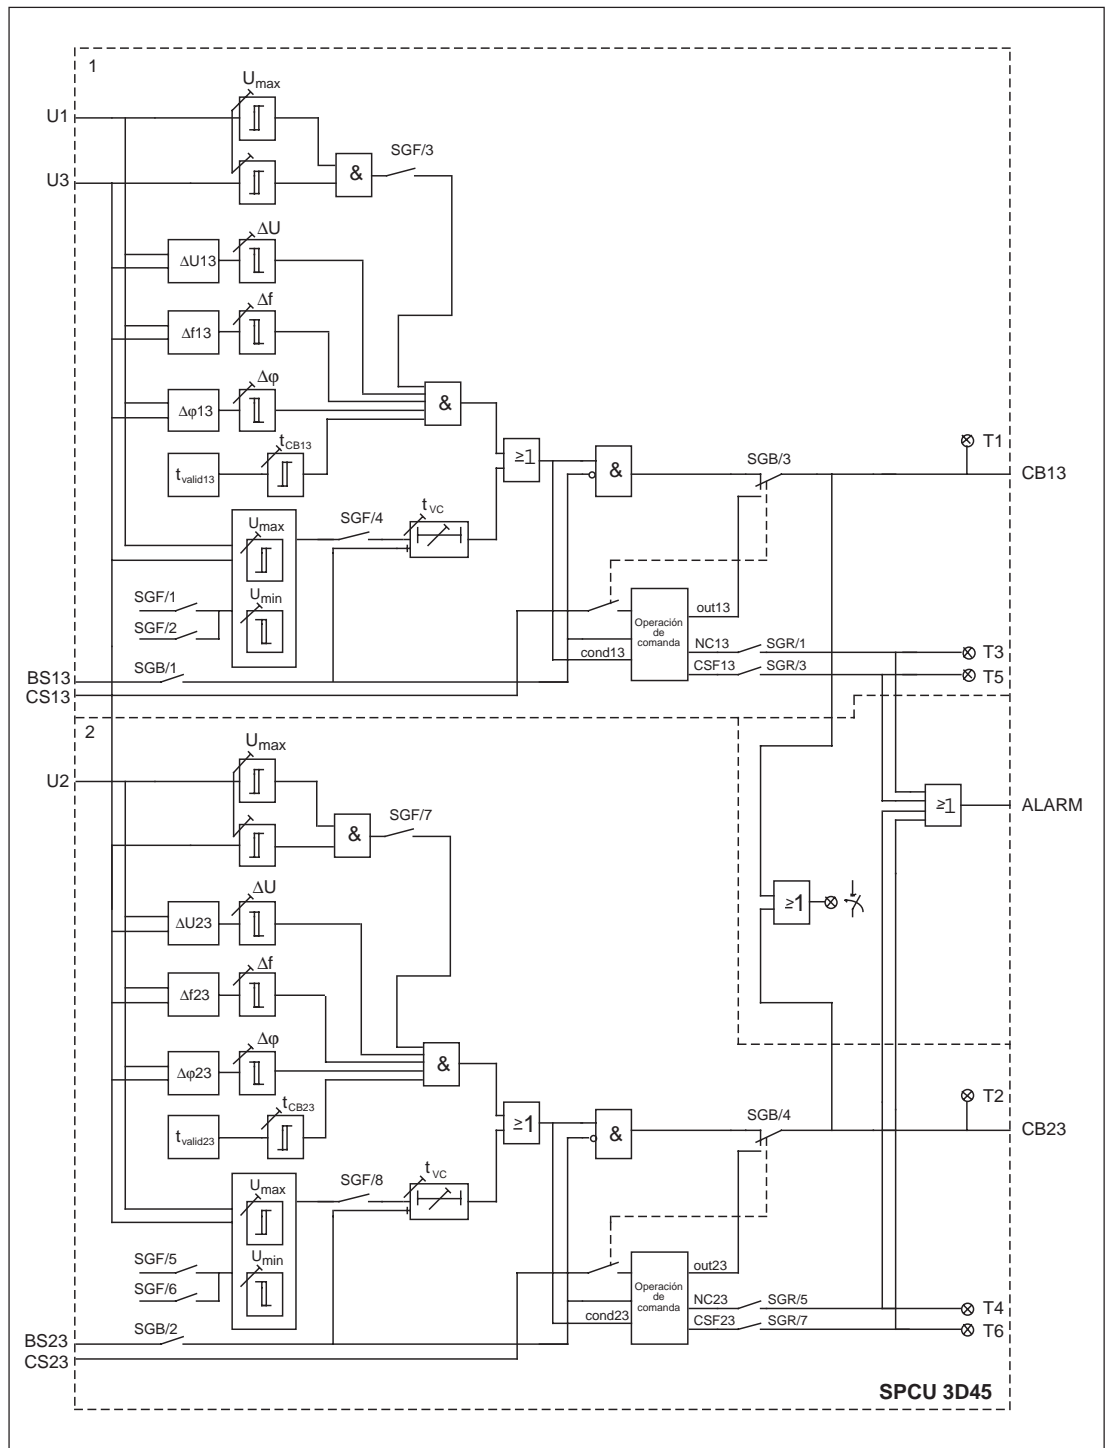 1
Umax
U1
SGF/3
&
U3
ΔU
ΔU13
Δf
Δf13
Δφ
Δφ13
&
tCB13
tvalid13
≥1
&
SGB/3
T1
CB13
Umax
SGF/4
tVC
Umin
SGF/1
SGF/2
Operación
de
comanda
out13
cond13
NC13
SGR/1
T3
CSF13
SGR/3
T5
BS13
SGB/1
CS13
2
Umax
U2
SGF/7
&
≥1
ALARM
ΔU
ΔU23
≥1
Δf
Δf23
Δφ
Δφ23
&
tCB23
tvalid23
≥1
&
SGB/4
T2
CB23
Umax
SGF/8
tVC
Umin
SGF/5
SGF/6
Operación
de
comanda
out23
cond23
NC23
SGR/5
T4
CSF23
SGR/7
T6
BS23
SGB/2
CS23
SPCU 3D45